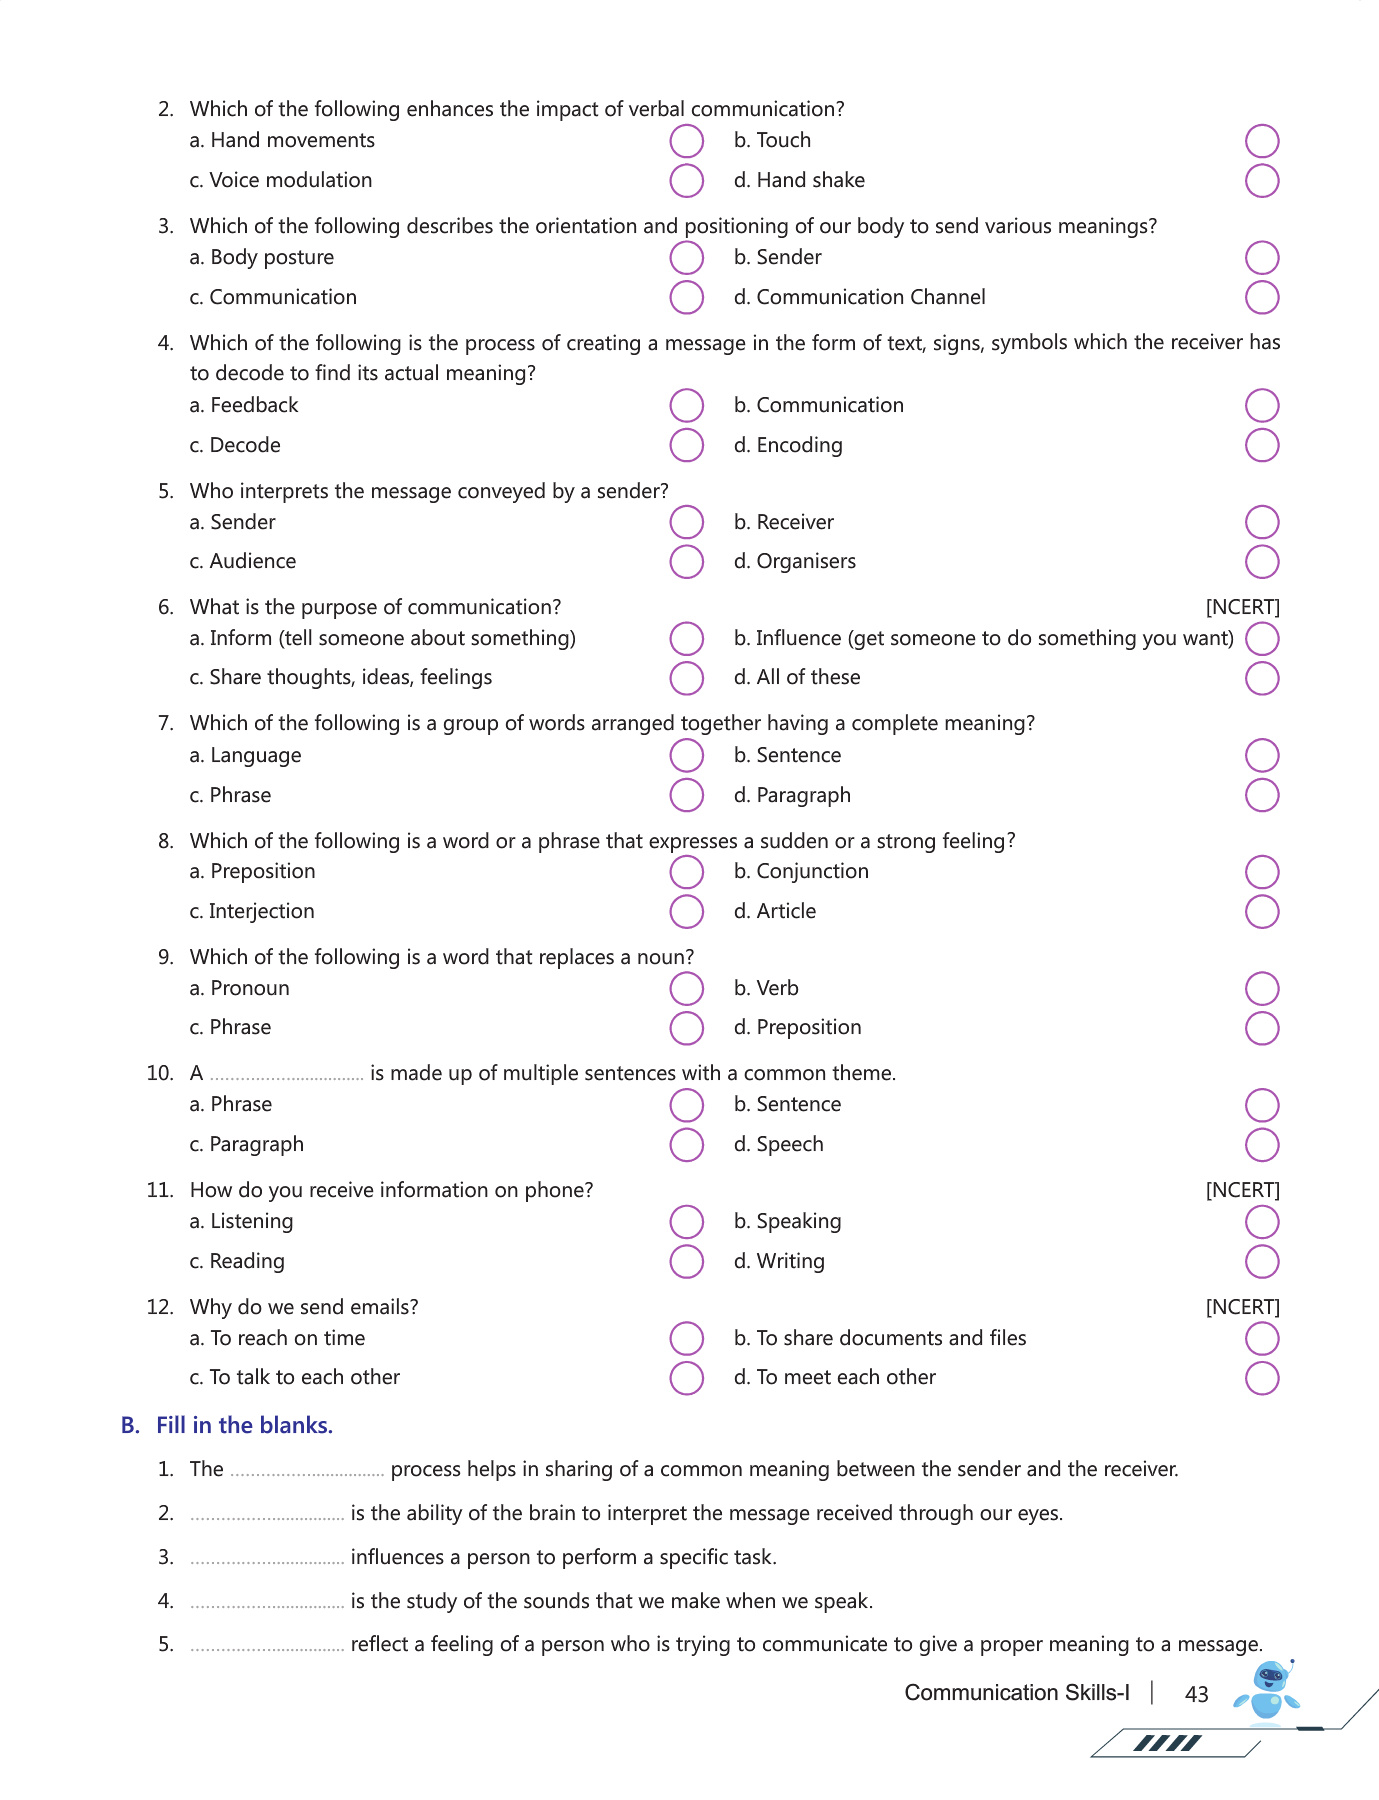 2. Which of the following enhances the impact of verbal communication?
a. Hand movements b. Touch
c. Voice modulation d. Hand shake
3. Which of the following describes the orientation and positioning of our body to send various meanings?
a. Body posture b. Sender
c. Communication d. Communication Channel
4. Which of the following is the process of creating a message in the form of text, signs, symbols which the receiver has
to decode to find its actual meaning?
a. Feedback b. Communication
c. Decode d. Encoding
5. Who interprets the message conveyed by a sender?
a. Sender b. Receiver
c. Audience d. Organisers
6. What is the purpose of communication? [NCERT]
a. Inform (tell someone about something) b. Influence (get someone to do something you want)
c. Share thoughts, ideas, feelings d. All of these
7. Which of the following is a group of words arranged together having a complete meaning?
a. Language b. Sentence
c. Phrase d. Paragraph
8. Which of the following is a word or a phrase that expresses a sudden or a strong feeling?
a. Preposition b. Conjunction
c. Interjection d. Article
9. Which of the following is a word that replaces a noun?
a. Pronoun b. Verb
c. Phrase d. Preposition
10. A ............................... is made up of multiple sentences with a common theme.
a. Phrase b. Sentence
c. Paragraph d. Speech
11. How do you receive information on phone? [NCERT]
a. Listening b. Speaking
c. Reading d. Writing
12. Why do we send emails? [NCERT]
a. To reach on time b. To share documents and files
c. To talk to each other d. To meet each other
B. Fill in the blanks.
1. The ............................... process helps in sharing of a common meaning between the sender and the receiver.
2. ............................... is the ability of the brain to interpret the message received through our eyes.
3. ............................... influences a person to perform a specific task.
4. ............................... is the study of the sounds that we make when we speak.
5. ............................... reflect a feeling of a person who is trying to communicate to give a proper meaning to a message.
Communication Skills-I | 43